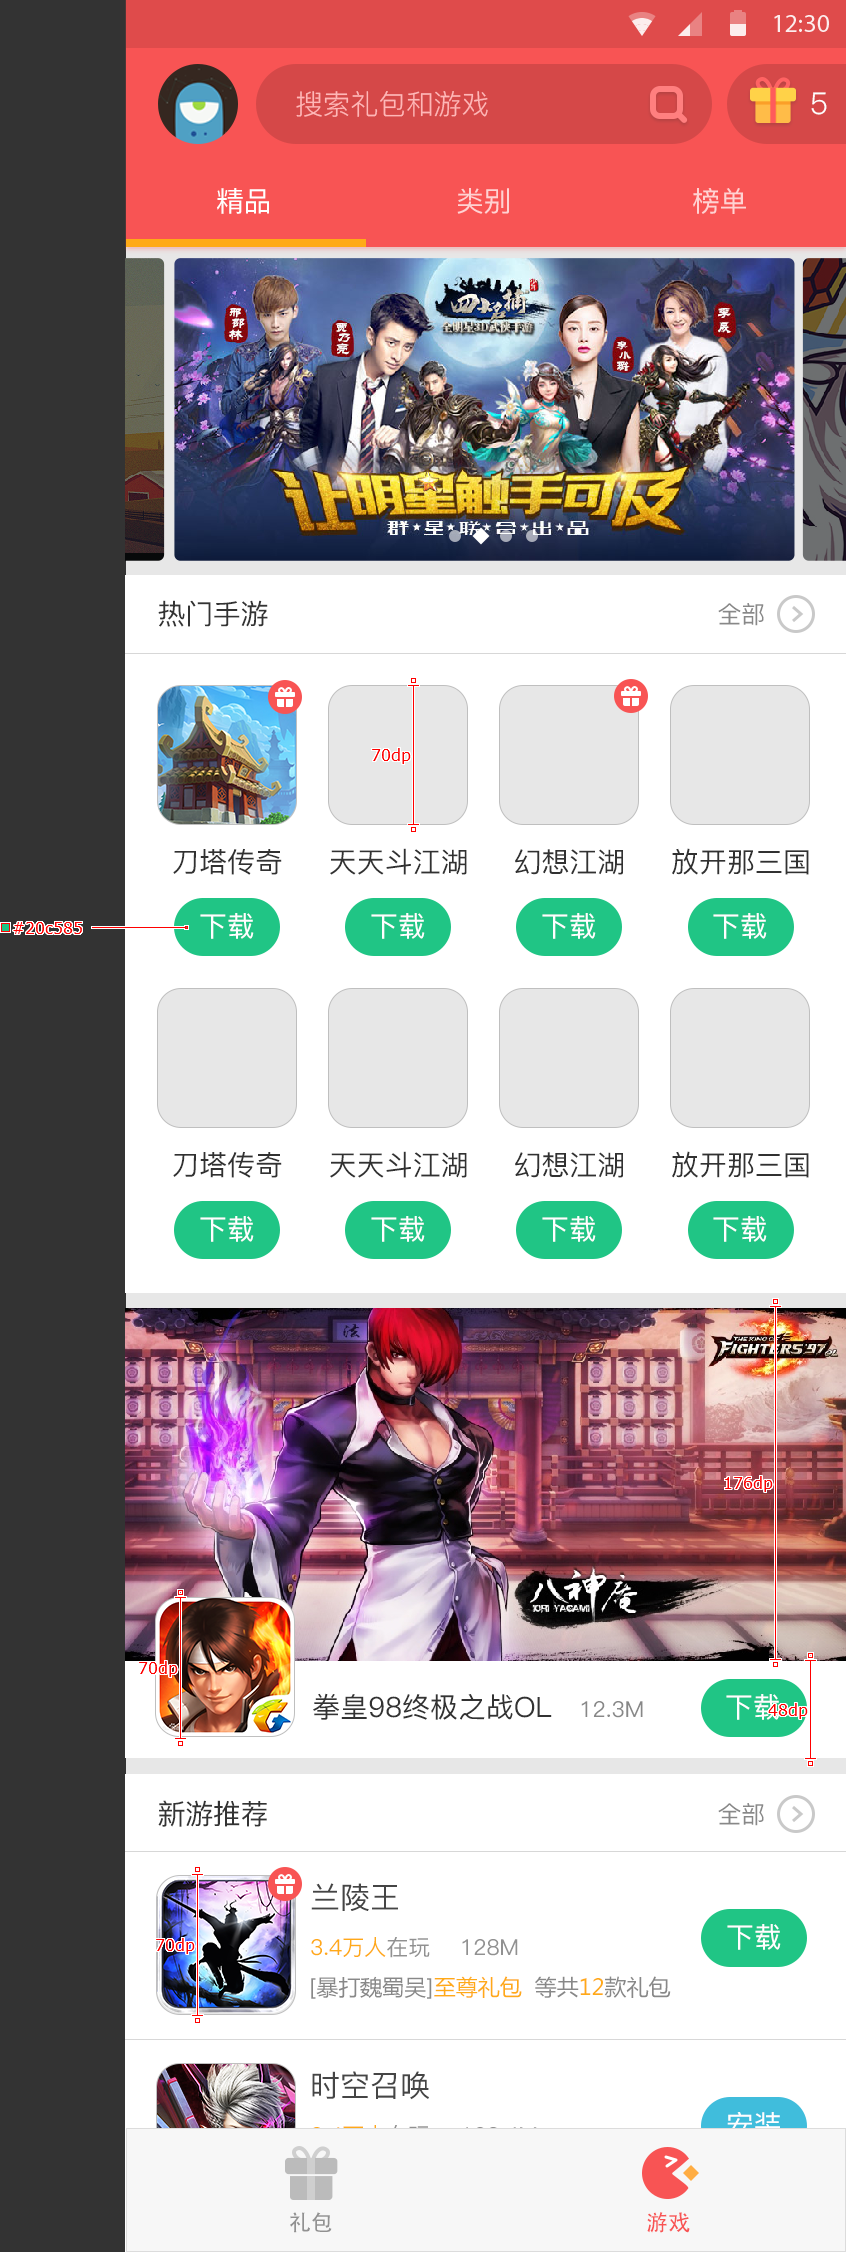 12:30
搜索礼包和游戏
5
精品 类别 榜单
四大名捕
全明星3D武侠手游
邢邵林
贾乃亮
李小璐
李晨
让明星触手可及
群★星★联★合★出★品
热门手游 全部
70dp
刀塔传奇 天天斗江湖 幻想江湖 放开那三国
#20c585
下载 下载 下载 下载
刀塔传奇 天天斗江湖 幻想江湖 放开那三国
下载 下载 下载 下载
法
THE KING OF
FIGHTERS'97 OL
176dp
八神庵
IORI YAGAMI
70dp
拳皇98终极之战OL 12.3M 下载
48dp
新游推荐 全部
兰陵王
70dp
3.4万人在玩 128M
下载
[暴打魏蜀吴]至尊礼包 等共12款礼包
时空召唤
安装
礼包 游戏